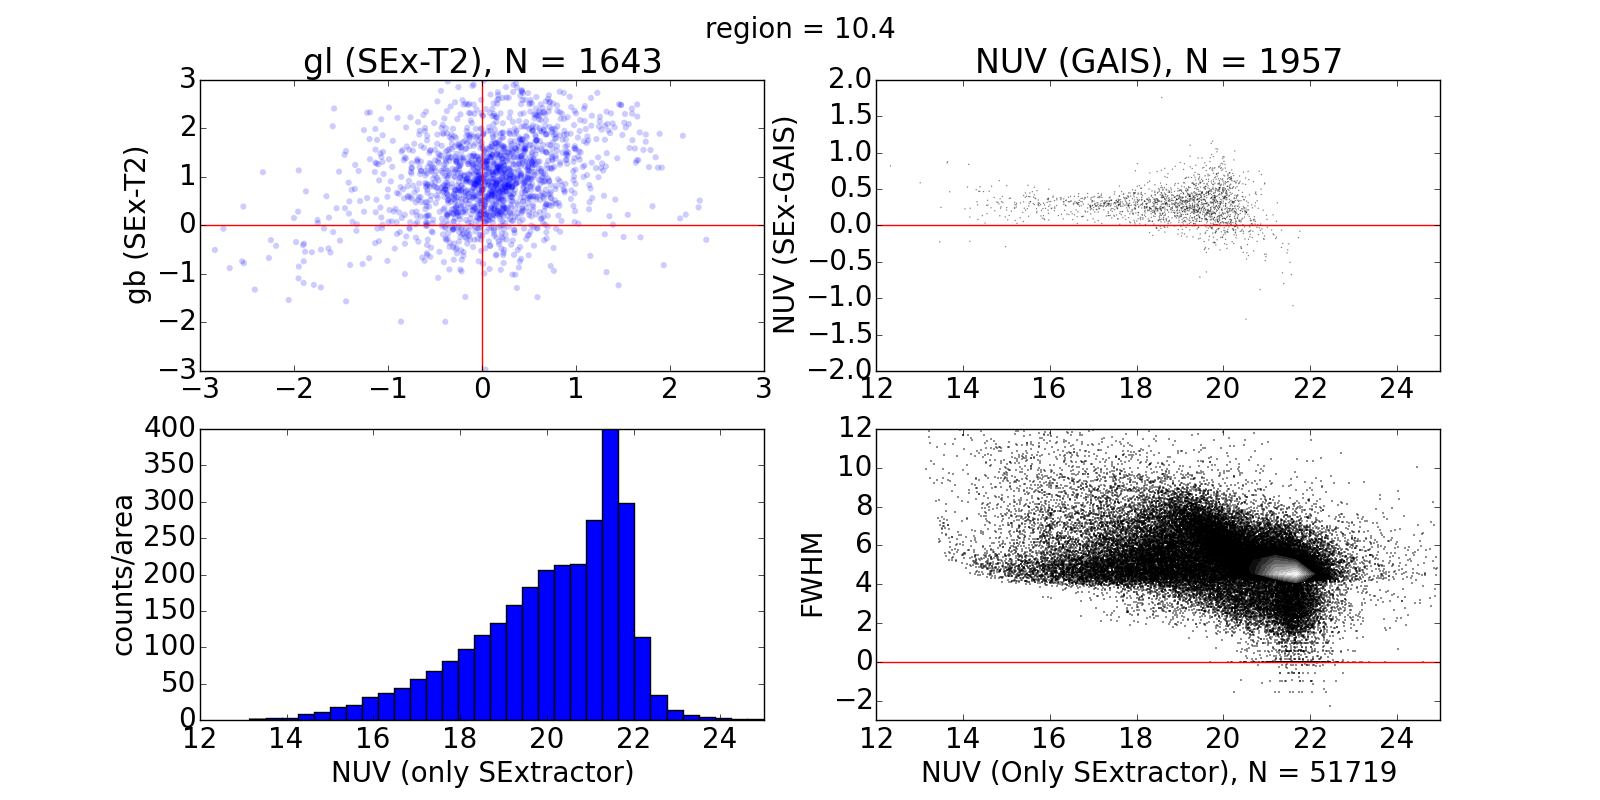 region = 10.4
gl (SEx-T2), N = 1643
NUV (GAIS), N = 1957
gb (SEx-T2)
3
2
1
0
−1
−2
−3
−3 −2 −1 0 1 2 3
NUV (SEx-GAIS)
2.0
1.5
1.0
0.5
0.0
−0.5
−1.0
−1.5
−2.0
12 14 16 18 20 22 24
counts/area
400
350
300
250
200
150
100
50
0
12 14 16 18 20 22 24
NUV (only SExtractor)
FWHM
12
10
8
6
4
2
0
−2
12 14 16 18 20 22 24
NUV (Only SExtractor), N = 51719